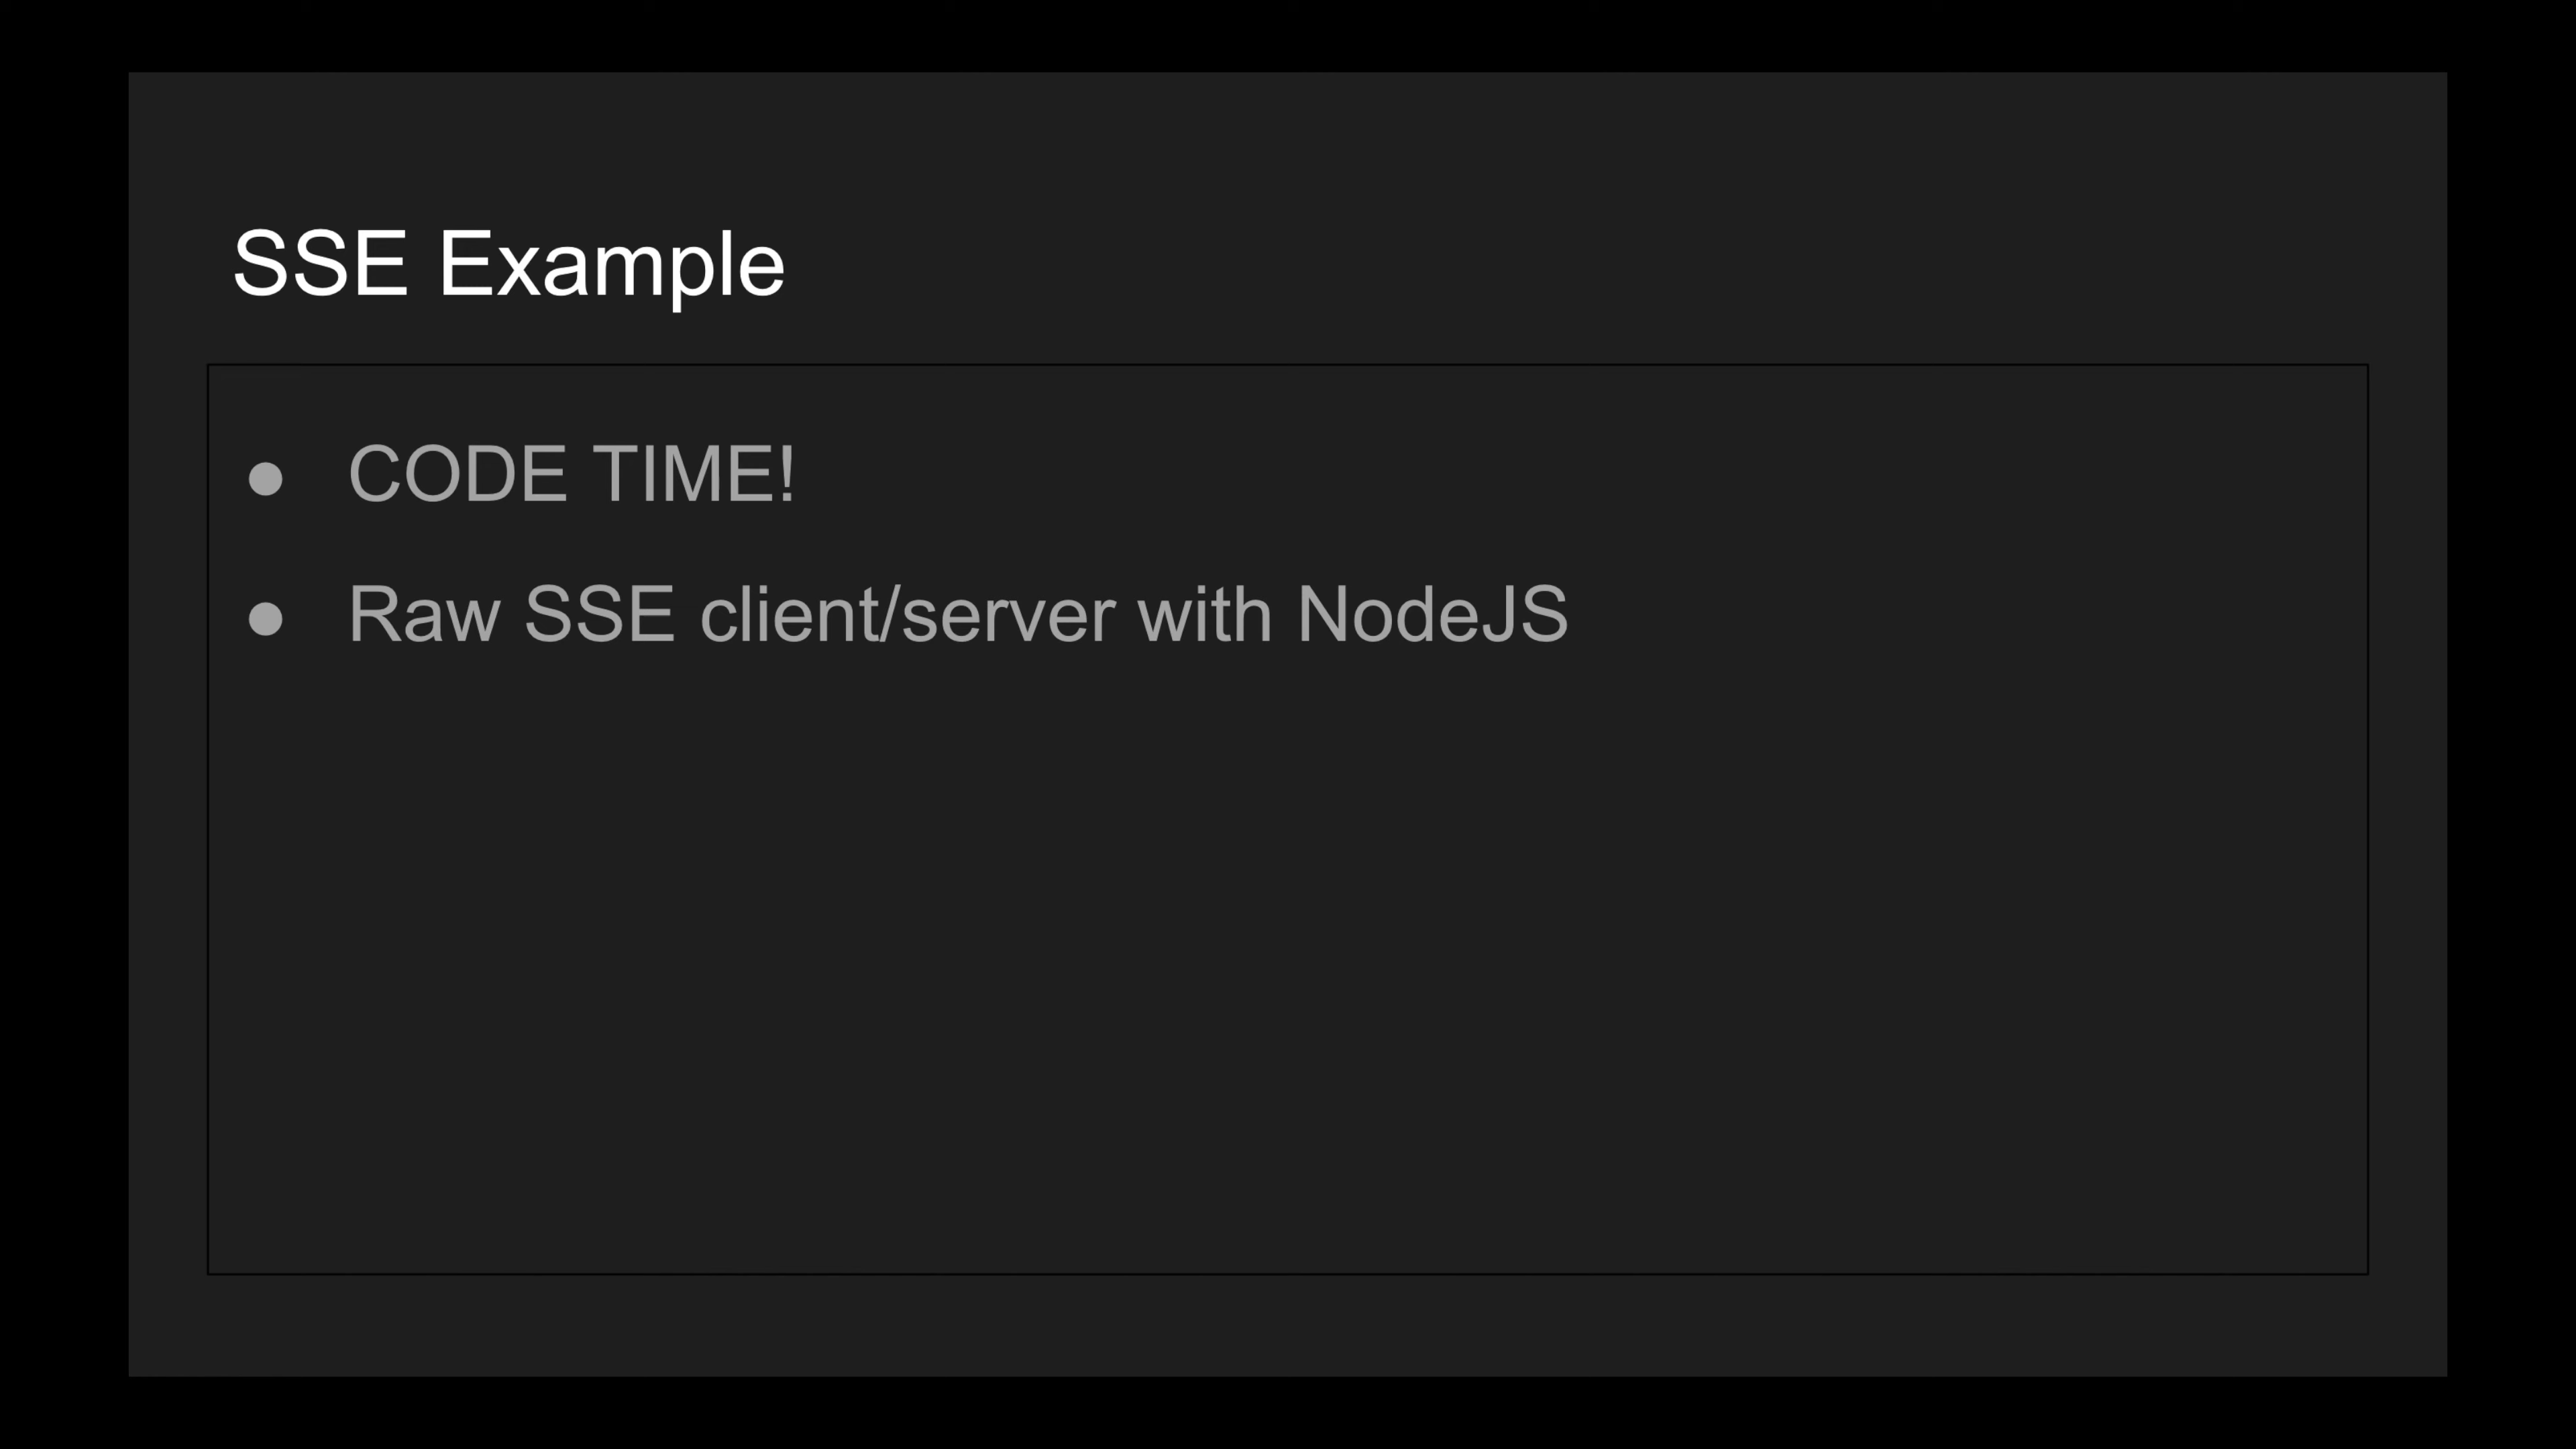 SSE Example
● CODE TIME!
● Raw SSE client/server with NodeJS